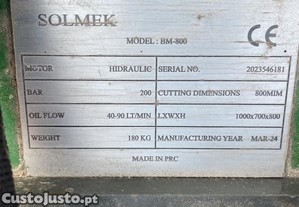 SOLMEK
MODEL : BM-800
CE
MOTOR HIDRAULIC SERIAL NO. 2023546181
BAR 200 CUTTING DIMENSIONS 800MIM
OIL FLOW 40-90 LT/MIN LXWXH 1000x700x800
WEIGHT 180 KG MANUFACTURING YEAR MAR-24
MADE IN PRC
CustoJusto.pt